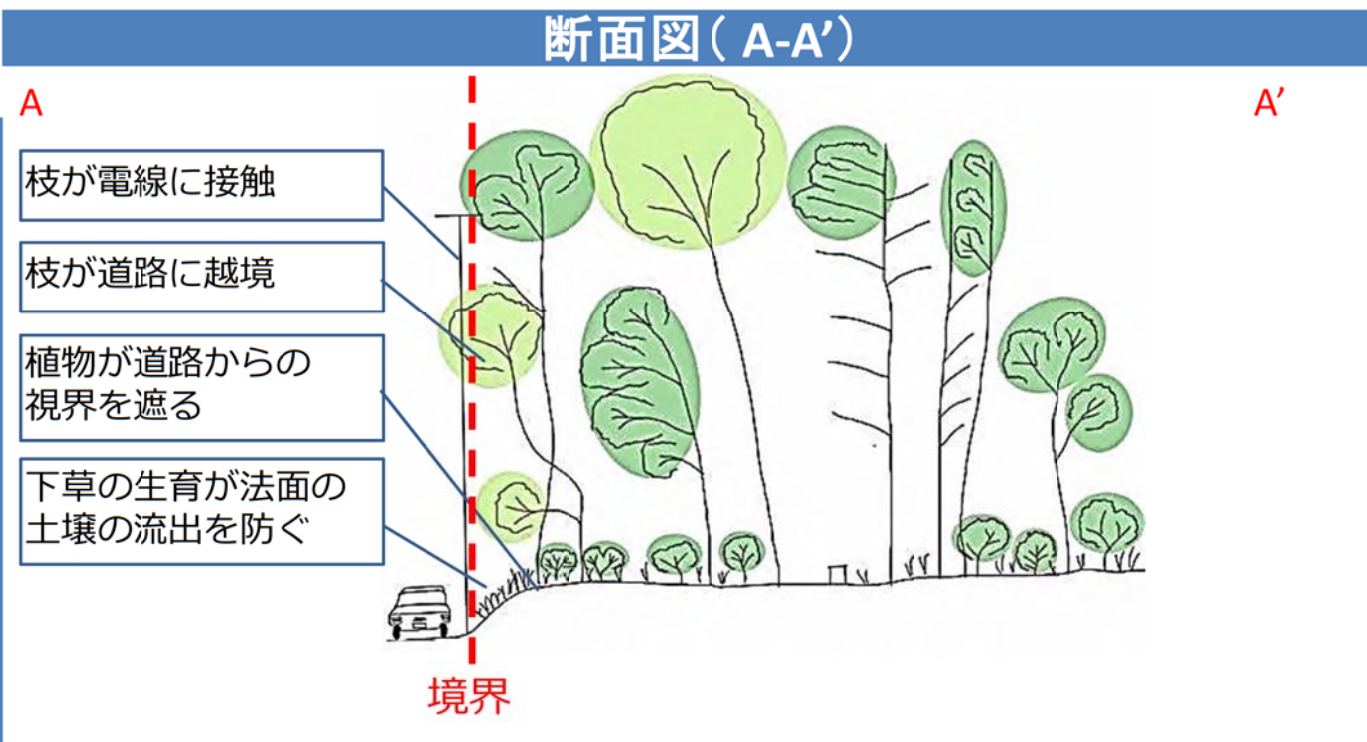 断面図( A-A’)
A
A’
枝が電線に接触
枝が道路に越境
植物が道路からの
視界を遮る
下草の生育が法面の
土壌の流出を防ぐ
境界